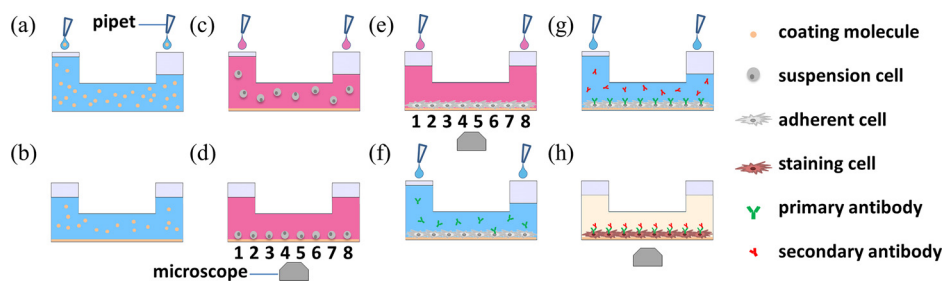 (a)
pipet
(c)
(e)
(g)
coating molecule
suspension cell
1 2 3 4 5 6 7 8
adherent cell
(b)
(d)
(f)
(h)
staining cell
primary antibody
1 2 3 4 5 6 7 8
microscope
secondary antibody